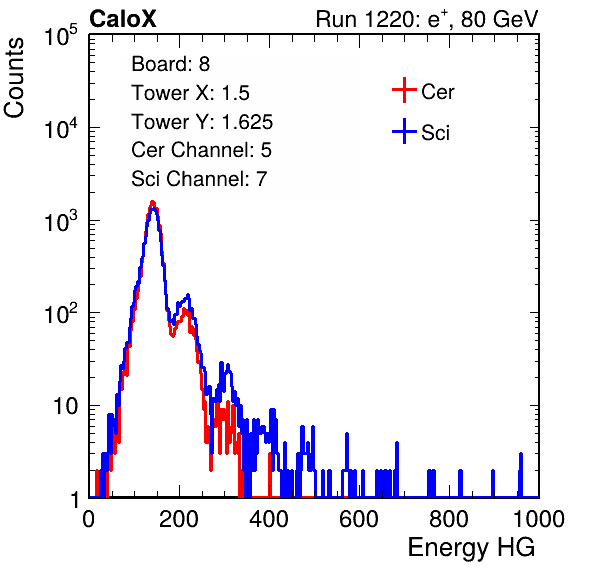 CaloX Run 1220: e⁺, 80 GeV
Counts
Board: 8
Tower X: 1.5
Tower Y: 1.625
Cer Channel: 5
Sci Channel: 7
Cer
Sci
10⁵
10⁴
10³
10²
10
1
0 200 400 600 800 1000
Energy HG